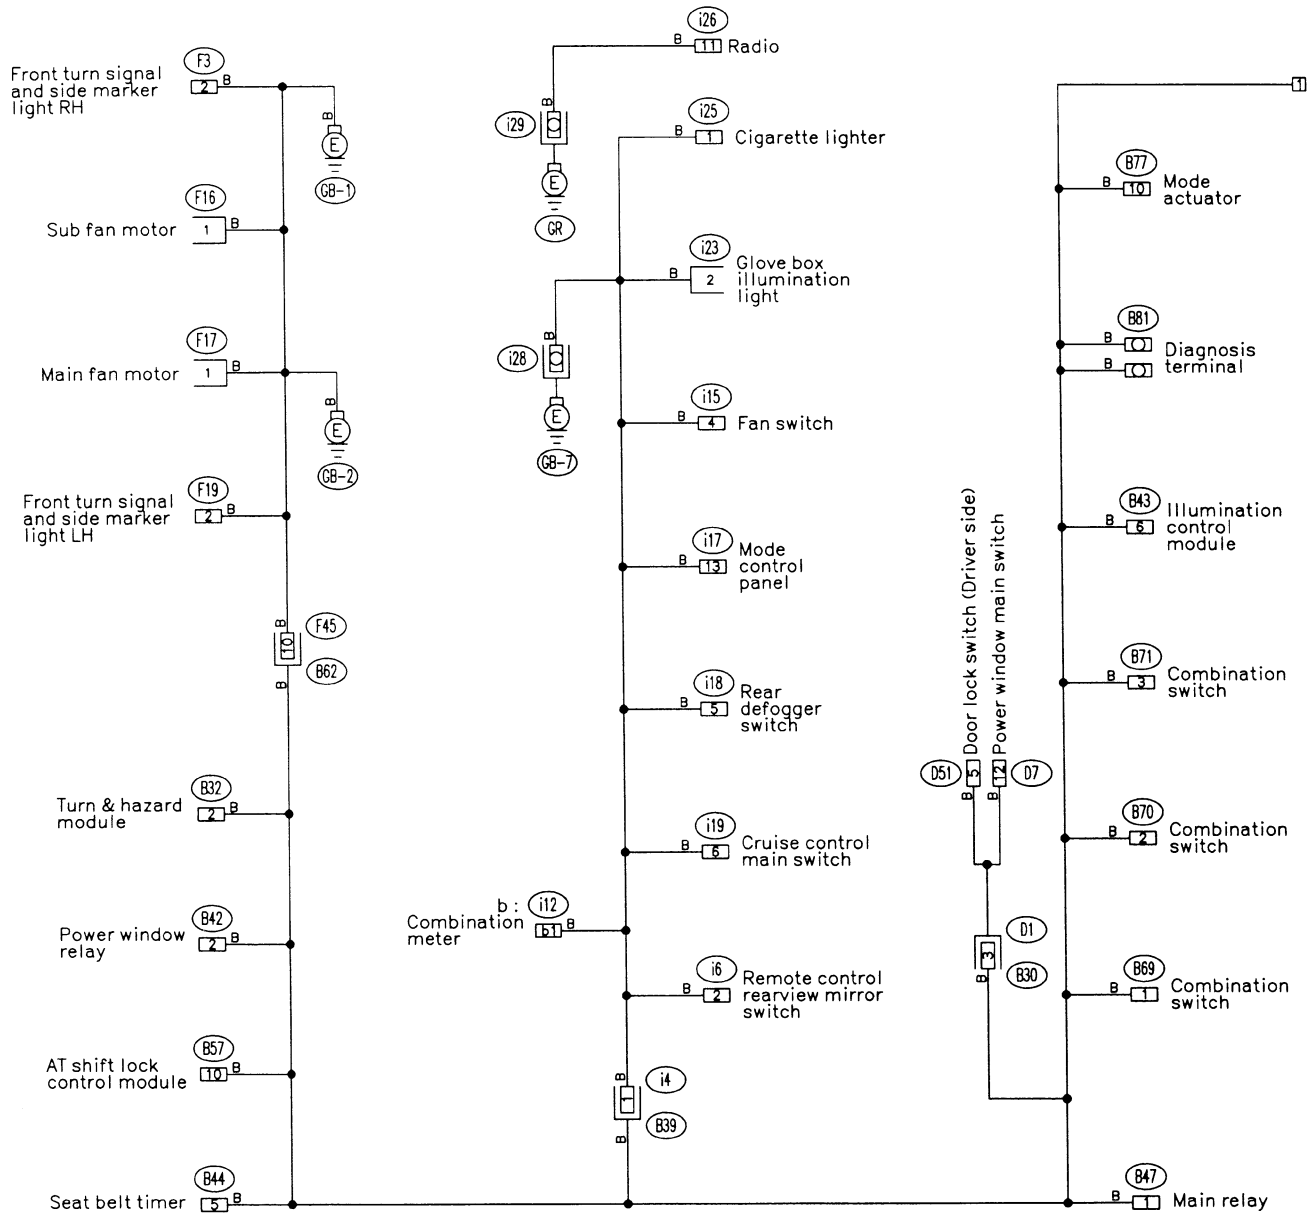 F3
Front turn signal
and side marker
light RH
2
B
B
E
GB-1
F16
Sub fan motor
1
B
F17
Main fan motor
1
B
B
E
GB-2
F19
Front turn signal
and side marker
light LH
2
B
B
10
F45
B62
B
B32
Turn & hazard
module
2
B
B42
Power window
relay
2
B
B57
AT shift lock
control module
10
B
B44
Seat belt timer
5
B
i26
B
11
Radio
B
i29
E
GR
i25
B
1
Cigarette lighter
i23
B
2
Glove box
illumination
light
B
i28
E
GB-7
i15
B
4
Fan switch
i17
B
13
Mode
control
panel
i18
B
5
Rear
defogger
switch
i19
B
6
Cruise control
main switch
b :
Combination
meter
i12
b1
B
i6
B
2
Remote control
rearview mirror
switch
B
1
i4
B39
B
1
B77
B
10
Mode
actuator
B81
B
B
Diagnosis
terminal
B43
B
6
Illumination
control
module
B71
B
3
Combination
switch
Door lock switch (Driver side)
Power window main switch
D51
5
12
D7
B
B
D1
3
B30
B
B70
B
2
Combination
switch
B69
B
1
Combination
switch
B47
B
1
Main relay